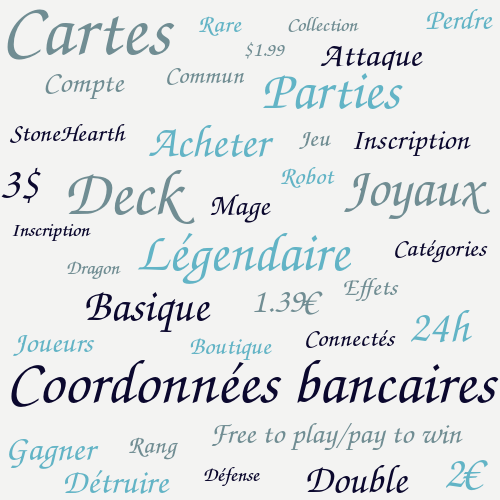 Cartes
Rare
Collection
Perdre
$1.99
Attaque
Compte
Commun
Parties
StoneHearth
Acheter
Jeu
Inscription
3$
Deck
Mage
Robot
Joyaux
Inscription
Dragon
Légendaire
Catégories
Basique
1.39€
Effets
Joueurs
Boutique
Connectés
24h
Coordonnées bancaires
Gagner
Rang
Free to play/pay to win
Détruire
Défense
Double
2€